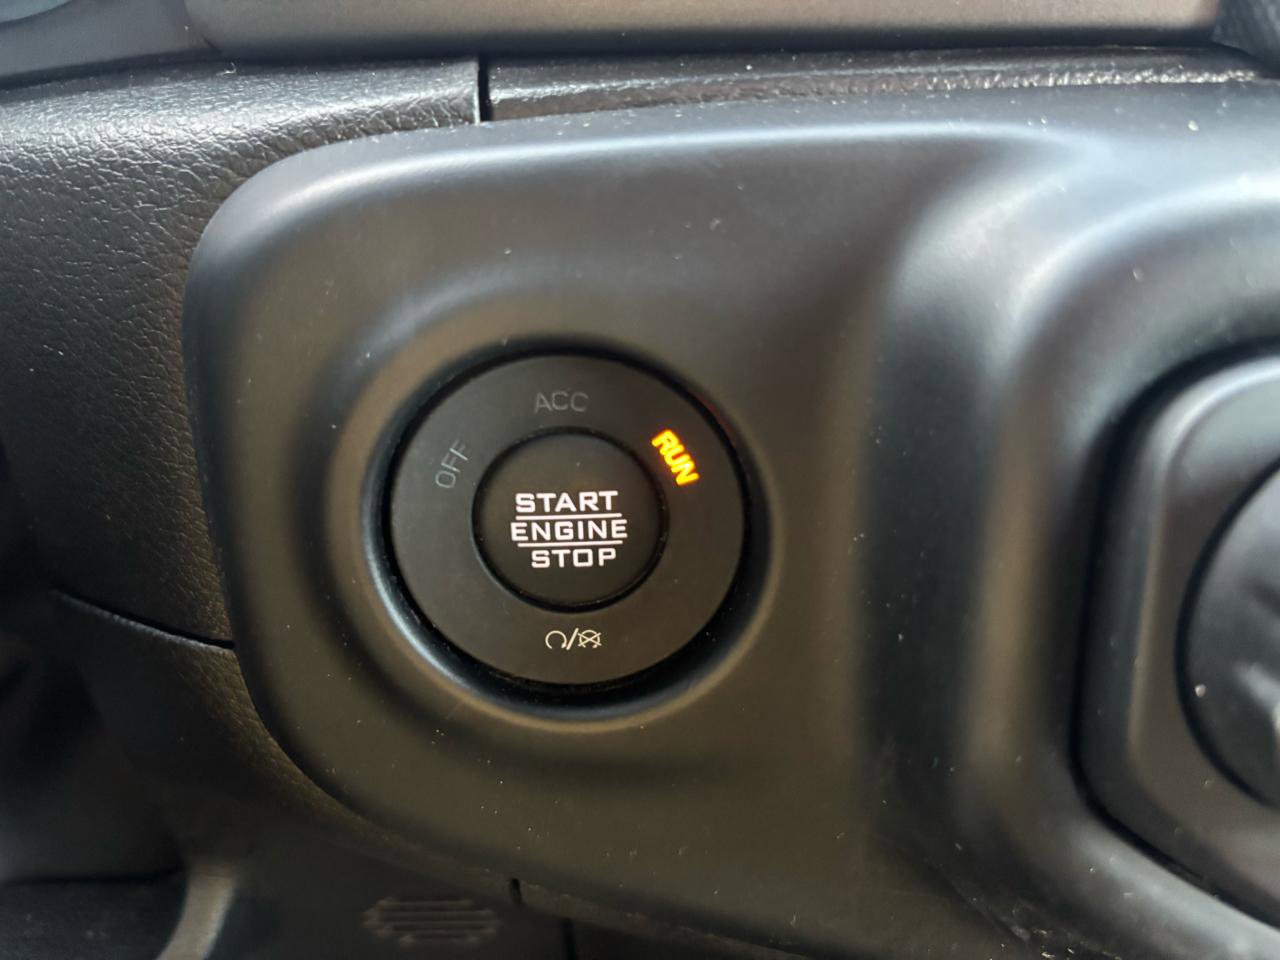 ACC
OFF
RUN
START
ENGINE
STOP